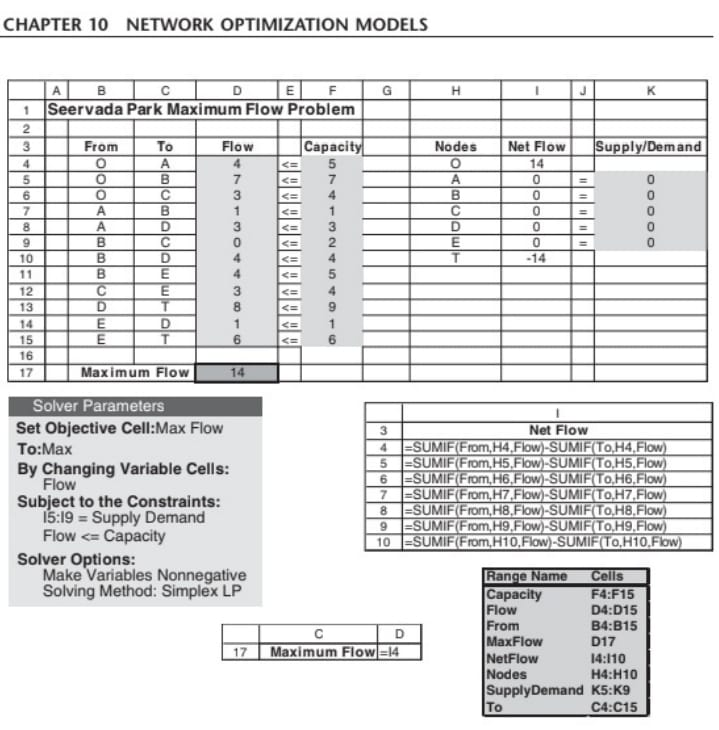 CHAPTER 10 NETWORK OPTIMIZATION MODELS
A B C D E F G H I J K
1 Seervada Park Maximum Flow Problem
2
3 From To Flow Capacity Nodes Net Flow Supply/Demand
4 O A 4 <= 5 O 14
5 O B 7 <= 7 A 0 = 0
6 O C 3 <= 4 B 0 = 0
7 A B 1 <= 1 C 0 = 0
8 A D 3 <= 3 D 0 = 0
9 B C 0 <= 2 E 0 = 0
10 B D 4 <= 4 T -14
11 B E 4 <= 5
12 C E 3 <= 4
13 D T 8 <= 9
14 E D 1 <= 1
15 E T 6 <= 6
16
17 Maximum Flow 14
Solver Parameters
Set Objective Cell:Max Flow
To:Max
By Changing Variable Cells:
Flow
Subject to the Constraints:
I5:I9 = Supply Demand
Flow <= Capacity
Solver Options:
Make Variables Nonnegative
Solving Method: Simplex LP
I
3 Net Flow
4 =SUMIF(From,H4,Flow)-SUMIF(To,H4,Flow)
5 =SUMIF(From,H5,Flow)-SUMIF(To,H5,Flow)
6 =SUMIF(From,H6,Flow)-SUMIF(To,H6,Flow)
7 =SUMIF(From,H7,Flow)-SUMIF(To,H7,Flow)
8 =SUMIF(From,H8,Flow)-SUMIF(To,H8,Flow)
9 =SUMIF(From,H9,Flow)-SUMIF(To,H9,Flow)
10 =SUMIF(From,H10,Flow)-SUMIF(To,H10,Flow)
C D
17 Maximum Flow =I4
Range Name Cells
Capacity F4:F15
Flow D4:D15
From B4:B15
MaxFlow D17
NetFlow I4:I10
Nodes H4:H10
SupplyDemand K5:K9
To C4:C15